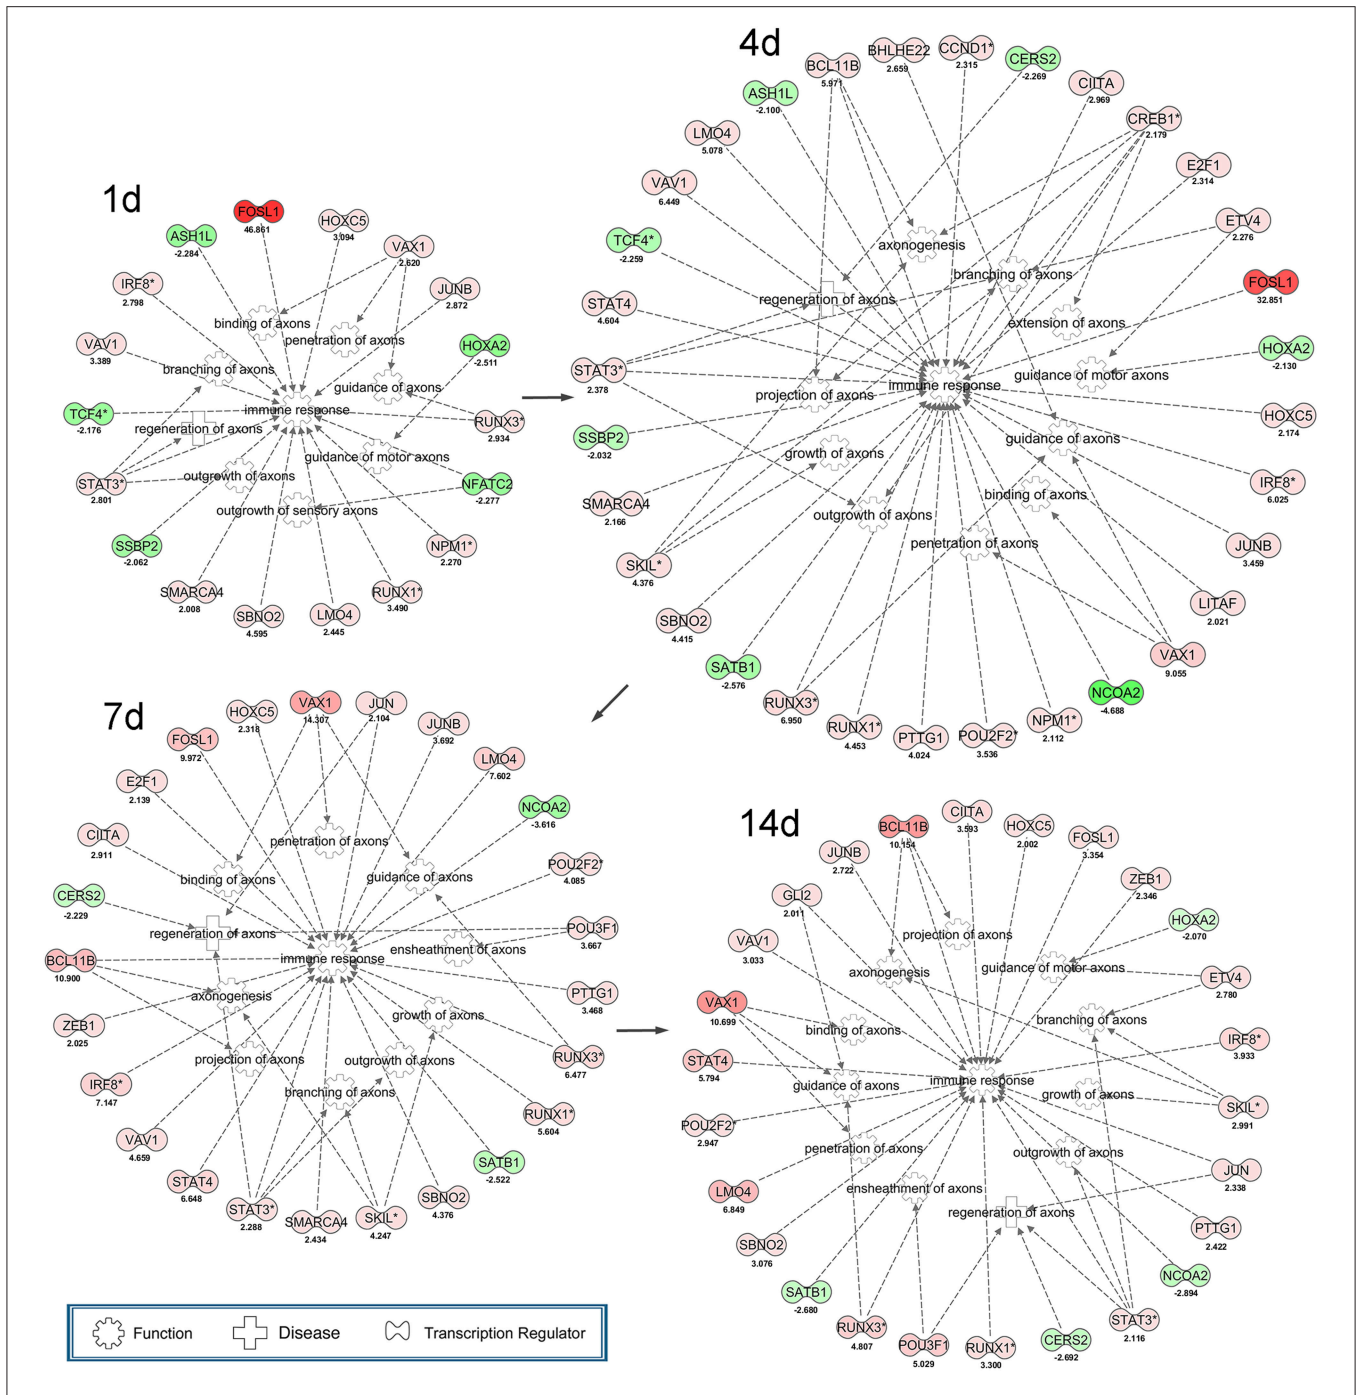 1d
FOSL1
46.861
HOXC5
3.094
ASH1L
-2.284
VAX1
2.620
IRF8*
2.798
JUNB
2.872
binding of axons
penetration of axons
VAV1
3.389
HOXA2
-2.511
branching of axons
guidance of axons
TCF4*
-2.176
immune response
RUNX3*
2.934
regeneration of axons
guidance of motor axons
STAT3*
2.801
outgrowth of axons
NFATC2
-2.277
outgrowth of sensory axons
SSBP2
-2.062
NPM1*
2.270
SMARCA4
2.008
RUNX1*
3.490
SBNO2
4.595
LMO4
2.445
4d
BCL11B
5.971
BHLHE22
2.659
CCND1*
2.315
CERS2
-2.269
ASH1L
-2.100
CIITA
2.969
LMO4
5.078
CREB1*
2.179
VAV1
6.449
E2F1
2.314
TCF4*
-2.259
ETV4
2.276
axonogenesis
branching of axons
STAT4
4.604
regeneration of axons
FOSL1
32.851
extension of axons
HOXA2
-2.130
STAT3*
2.378
immune response
guidance of motor axons
projection of axons
HOXC5
2.174
SSBP2
-2.032
guidance of axons
growth of axons
IRF8*
6.025
SMARCA4
2.166
binding of axons
outgrowth of axons
penetration of axons
JUNB
3.459
SKIL*
4.376
LITAF
2.021
SBNO2
4.415
VAX1
9.055
SATB1
-2.576
NCOA2
-4.688
RUNX3*
6.950
RUNX1*
4.453
PTTG1
4.024
POU2F2*
3.536
NPM1*
2.112
7d
HOXC5
2.318
VAX1
14.307
JUN
2.104
JUNB
3.692
FOSL1
9.972
LMO4
7.602
E2F1
2.139
NCOA2
-3.616
CIITA
2.911
penetration of axons
POU2F2*
4.085
binding of axons
guidance of axons
CERS2
-2.229
regeneration of axons
POU3F1
3.667
ensheathment of axons
BCL11B
10.900
immune response
axonogenesis
PTTG1
3.468
ZEB1
2.025
growth of axons
projection of axons
outgrowth of axons
RUNX3*
6.477
IRF8*
7.147
branching of axons
RUNX1*
5.604
VAV1
4.659
SATB1
-2.522
STAT4
6.648
SBNO2
4.376
STAT3*
2.288
SMARCA4
2.434
SKIL*
4.247
14d
BCL11B
10.154
CIITA
3.593
HOXC5
2.002
FOSL1
3.354
JUNB
2.722
ZEB1
2.346
GLI2
2.011
HOXA2
-2.070
VAV1
3.033
projection of axons
axonogenesis
guidance of motor axons
ETV4
2.780
VAX1
10.699
binding of axons
branching of axons
IRF8*
3.933
STAT4
5.794
guidance of axons
immune response
growth of axons
SKIL*
2.991
POU2F2*
2.947
penetration of axons
outgrowth of axons
JUN
2.338
LMO4
6.849
ensheathment of axons
regeneration of axons
PTTG1
2.422
SBNO2
3.076
NCOA2
-2.894
SATB1
-2.680
STAT3*
2.116
RUNX3*
4.807
POU3F1
5.029
RUNX1*
3.300
CERS2
-2.692
Function
Disease
Transcription Regulator